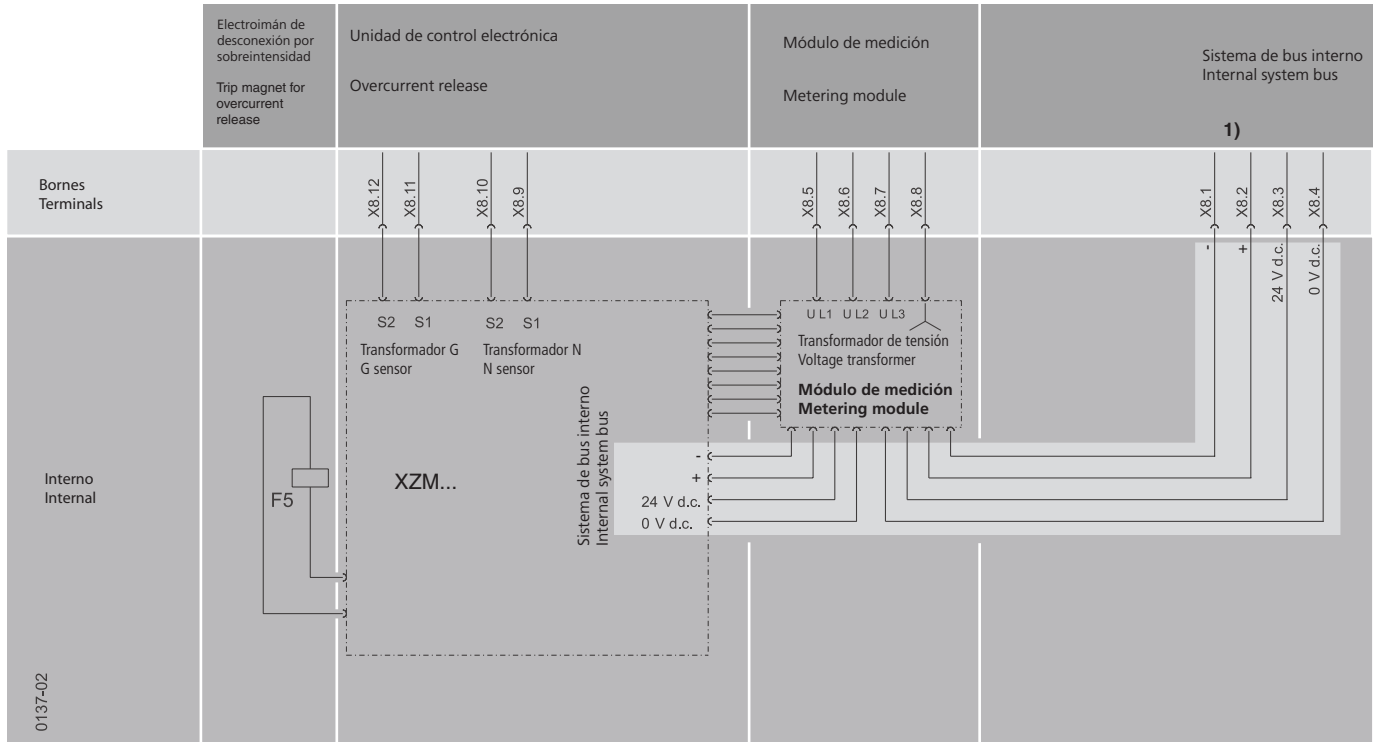 Electroimán de
desconexión por
sobreintensidad
Trip magnet for
overcurrent
release
Unidad de control electrónica
Overcurrent release
Módulo de medición
Metering module
Sistema de bus interno
Internal system bus
1)
Bornes
Terminals
X8.12
X8.11
X8.10
X8.9
X8.5
X8.6
X8.7
X8.8
X8.1
X8.2
X8.3
X8.4
-
+
24 V d.c.
0 V d.c.
S2 S1
S2 S1
Transformador G
G sensor
Transformador N
N sensor
U L1 U L2 U L3
Transformador de tensión
Voltage transformer
Módulo de medición
Metering module
Sistema de bus interno
Internal system bus
-
+
24 V d.c.
0 V d.c.
Interno
Internal
F5
XZM...
0137-02